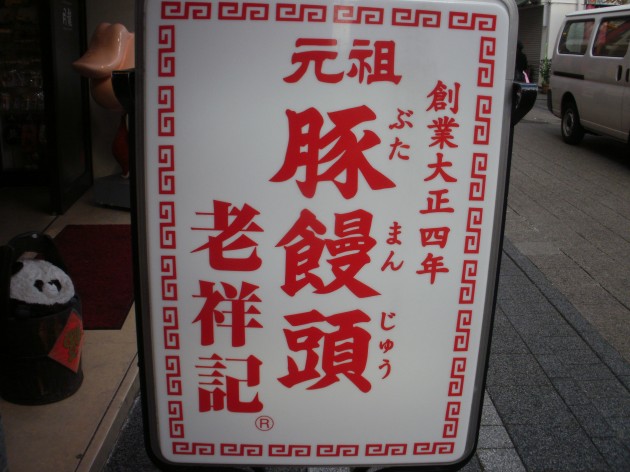 創業大正四年
元祖
豚饅頭
ぶたまんじゅう
老祥記
®